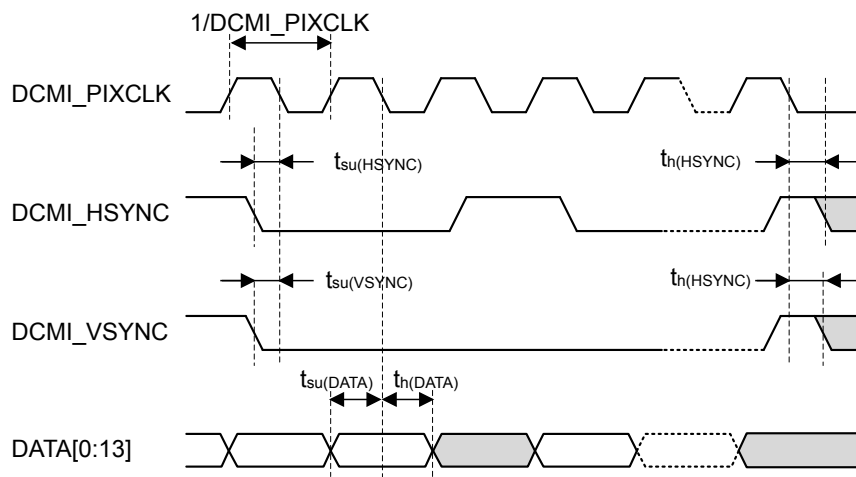 1/DCMI_PIXCLK
DCMI_PIXCLK
tsu(HSYNC)
th(HSYNC)
DCMI_HSYNC
tsu(VSYNC)
th(HSYNC)
DCMI_VSYNC
tsu(DATA) th(DATA)
DATA[0:13]